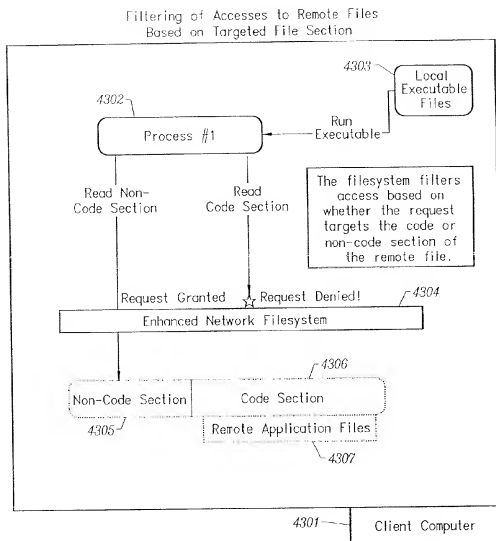 Filtering of Accesses to Remote Files
Based on Targeted File Section
4303
Local
Executable
Files
4302
Run
Executable
Process #1
Read Non-
Code Section
Read
Code Section
The filesystem filters
access based on
whether the request
targets the code or
non-code section of
the remote file.
Request Granted
Request Denied!
4304
Enhanced Network Filesystem
4306
Non-Code Section
Code Section
4305
Remote Application Files
4307
4301
Client Computer